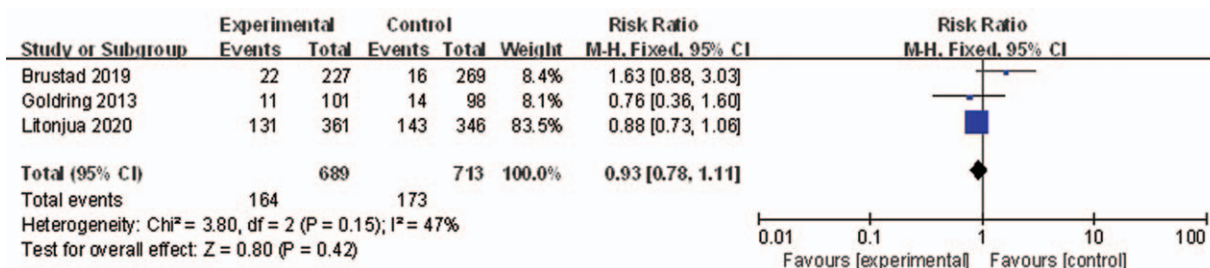 Experimental Control Risk Ratio Risk Ratio
Study or Subgroup Events Total Events Total Weight M-H, Fixed, 95% CI M-H, Fixed, 95% CI
Brustad 2019 22 227 16 269 8.4% 1.63 [0.88, 3.03]
Goldring 2013 11 101 14 98 8.1% 0.76 [0.36, 1.60]
Litonjua 2020 131 361 143 346 83.5% 0.88 [0.73, 1.06]
Total (95% CI) 689 713 100.0% 0.93 [0.78, 1.11]
Total events 164 173
Heterogeneity: Chi² = 3.80, df = 2 (P = 0.15); I² = 47%
Test for overall effect: Z = 0.80 (P = 0.42)
0.01 0.1 1 10 100
Favours [experimental] Favours [control]